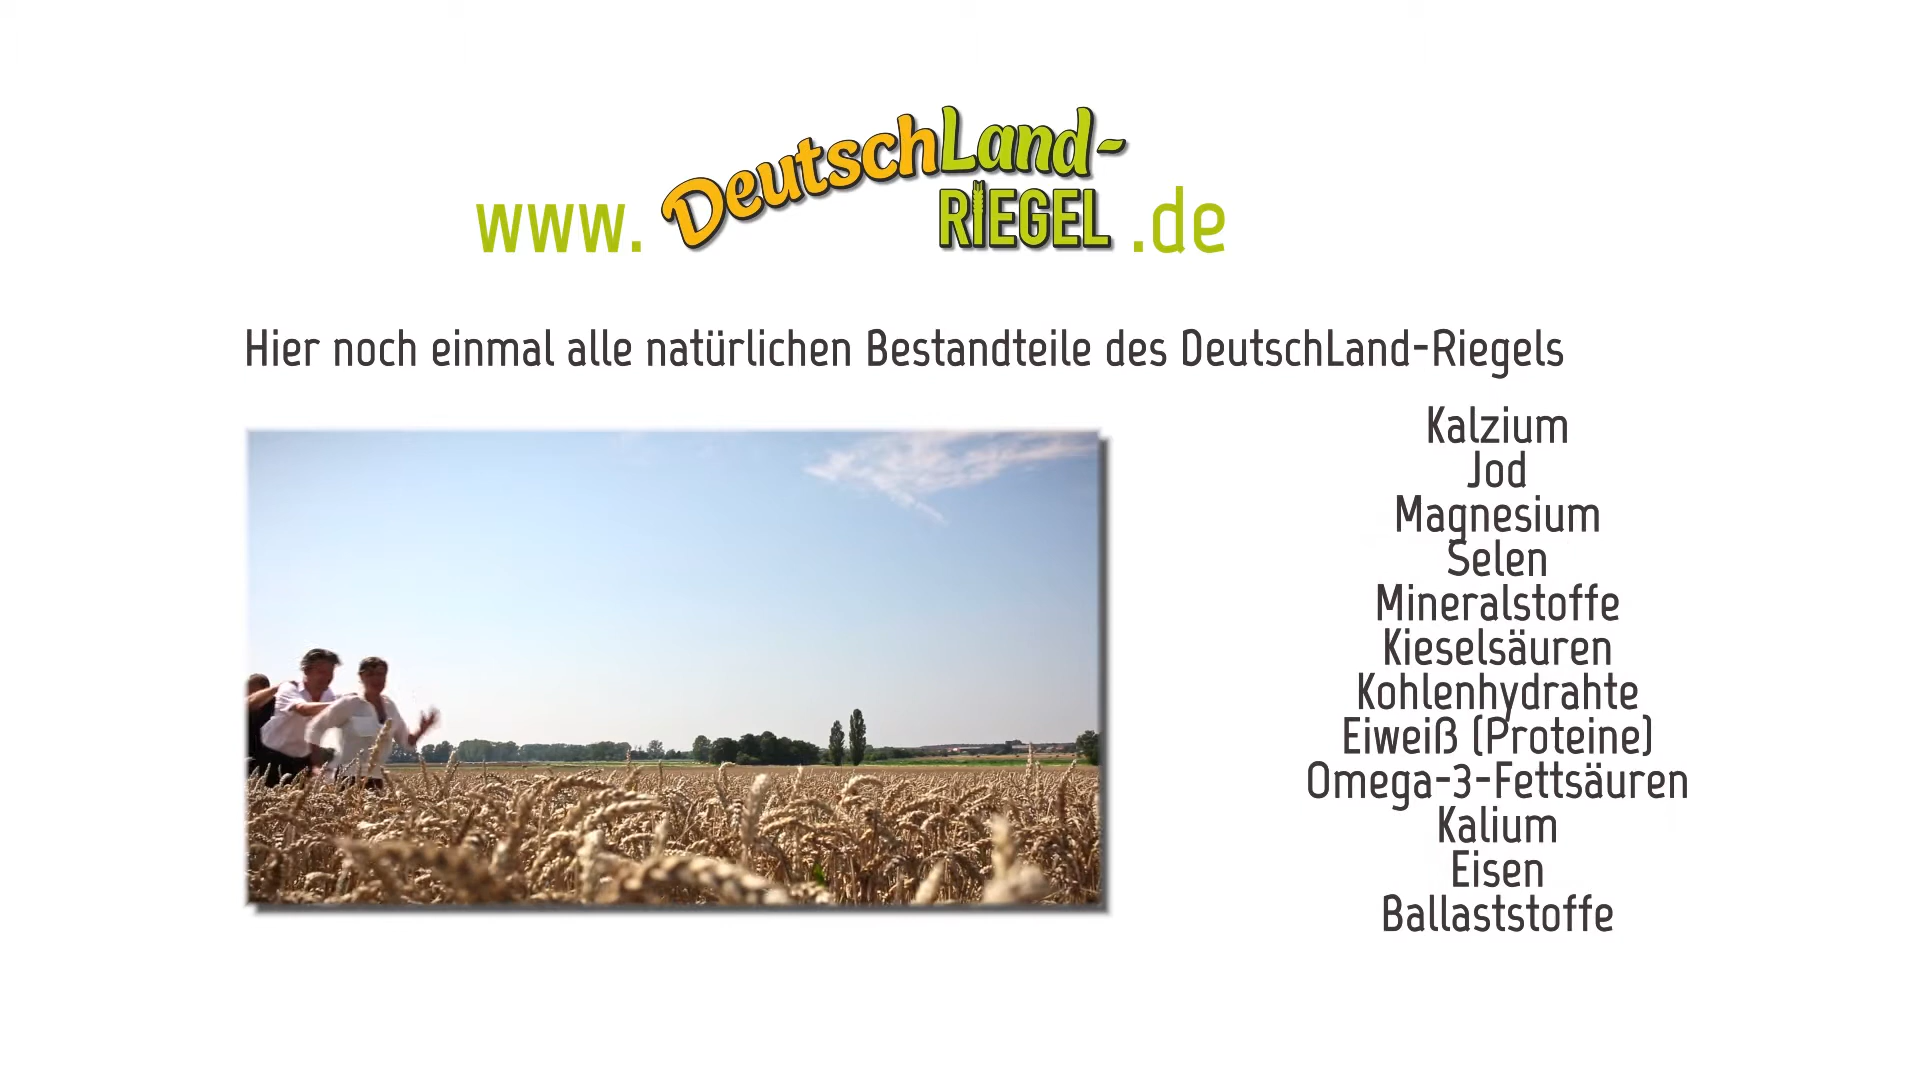 www. DeutschLand-RIEGEL .de
Hier noch einmal alle natürlichen Bestandteile des DeutschLand-Riegels
Kalzium
Jod
Magnesium
Selen
Mineralstoffe
Kieselsäuren
Kohlenhydrahte
Eiweiß (Proteine)
Omega-3-Fettsäuren
Kalium
Eisen
Ballaststoffe